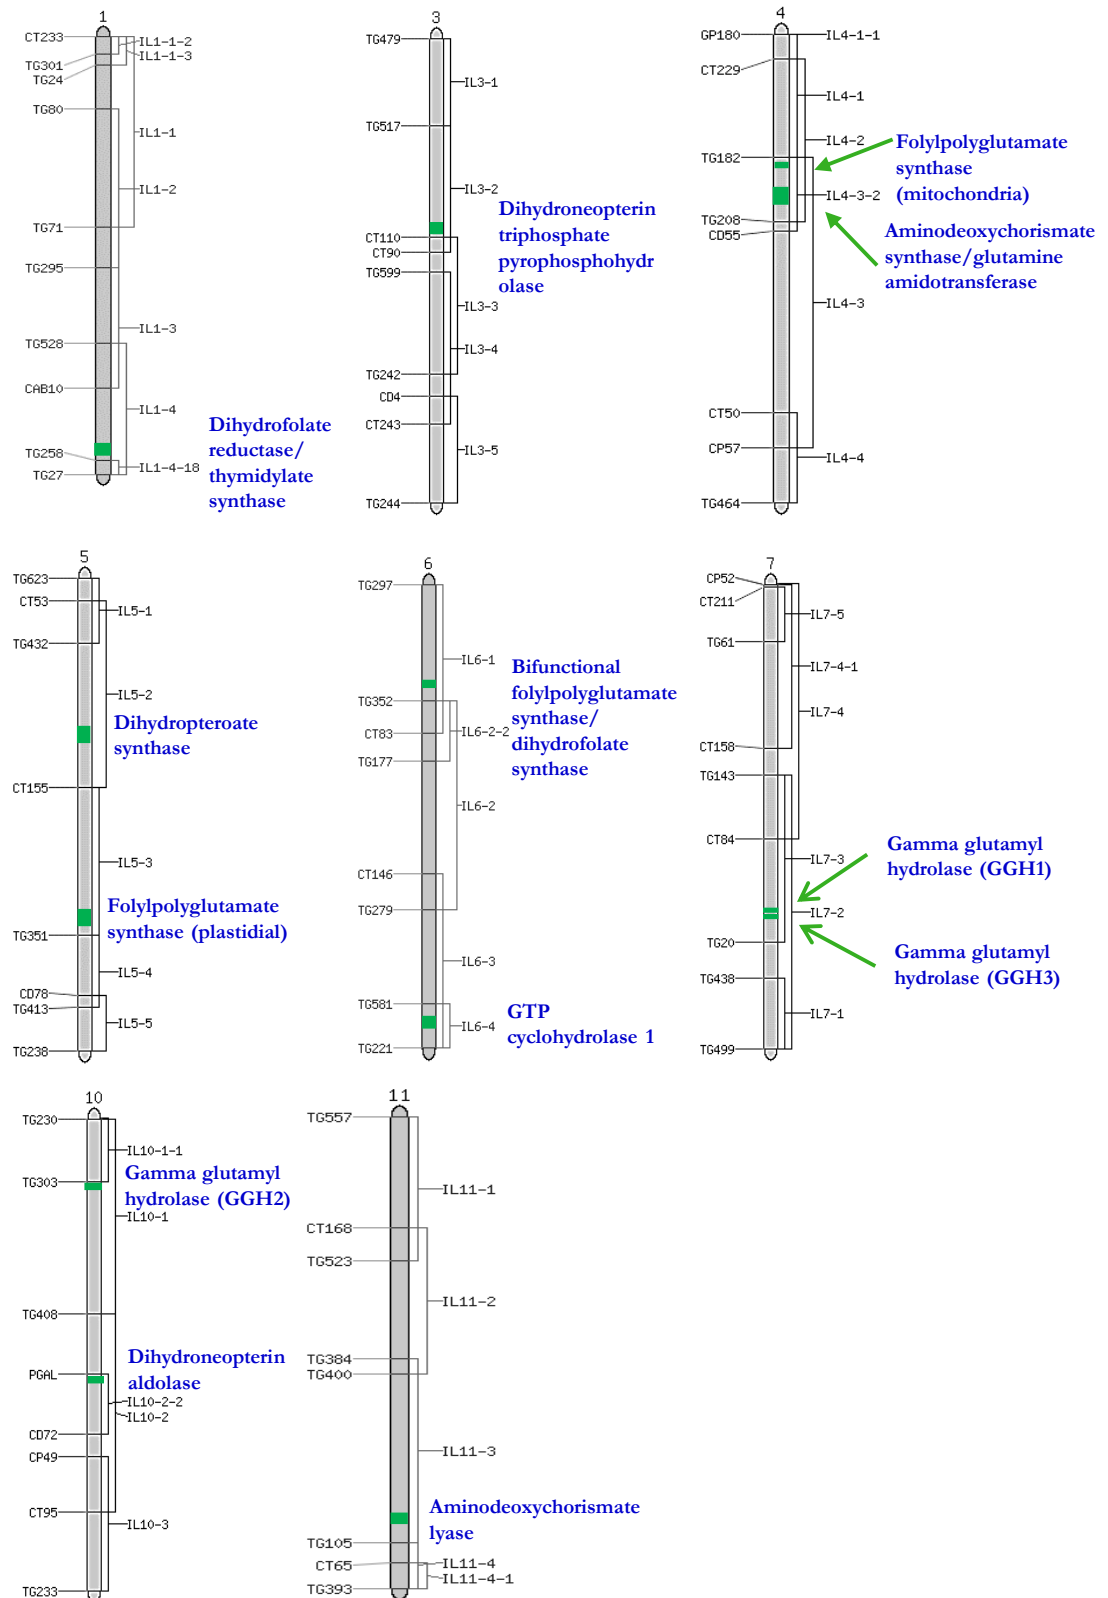 1
CT233
TG301
TG24
TG80
TG71
TG295
TG528
CAB10
TG258
TG27
IL1-1-2
IL1-1-3
IL1-1
IL1-2
IL1-3
IL1-4
IL1-4-18
Dihydrofolate
reductase/
thymidylate
synthase
3
TG479
TG517
CT110
CT90
TG599
TG242
CD4
CT243
TG244
IL3-1
IL3-2
IL3-3
IL3-4
IL3-5
Dihydroneopterin
triphosphate
pyrophosphohydr
olase
4
GP180
CT229
TG182
TG208
CD55
CT50
CP57
TG464
IL4-1-1
IL4-1
IL4-2
IL4-3-2
IL4-3
IL4-4
Folylpolyglutamate
synthase
(mitochondria)
Aminodeoxychorismate
synthase/glutamine
amidotransferase
5
TG623
CT53
TG432
CT155
TG351
CD78
TG413
TG238
IL5-1
IL5-2
IL5-3
IL5-4
IL5-5
Dihydropteroate
synthase
Folylpolyglutamate
synthase (plastidial)
6
TG297
TG352
CT83
TG177
CT146
TG279
TG581
TG221
IL6-1
IL6-2-2
IL6-2
IL6-3
IL6-4
Bifunctional
folylpolyglutamate
synthase/
dihydrofolate
synthase
GTP
cyclohydrolase 1
7
CP52
CT211
TG61
CT158
TG143
CT84
TG20
TG438
TG499
IL7-5
IL7-4-1
IL7-4
IL7-3
IL7-2
IL7-1
Gamma glutamyl
hydrolase (GGH1)
Gamma glutamyl
hydrolase (GGH3)
10
TG230
TG303
TG408
PGAL
CD72
CP49
CT95
TG233
IL10-1-1
IL10-1
IL10-2-2
IL10-2
IL10-3
Gamma glutamyl
hydrolase (GGH2)
Dihydroneopterin
aldolase
11
TG557
CT168
TG523
TG384
TG400
TG105
CT65
TG393
IL11-1
IL11-2
IL11-3
IL11-4
IL11-4-1
Aminodeoxychorismate
lyase